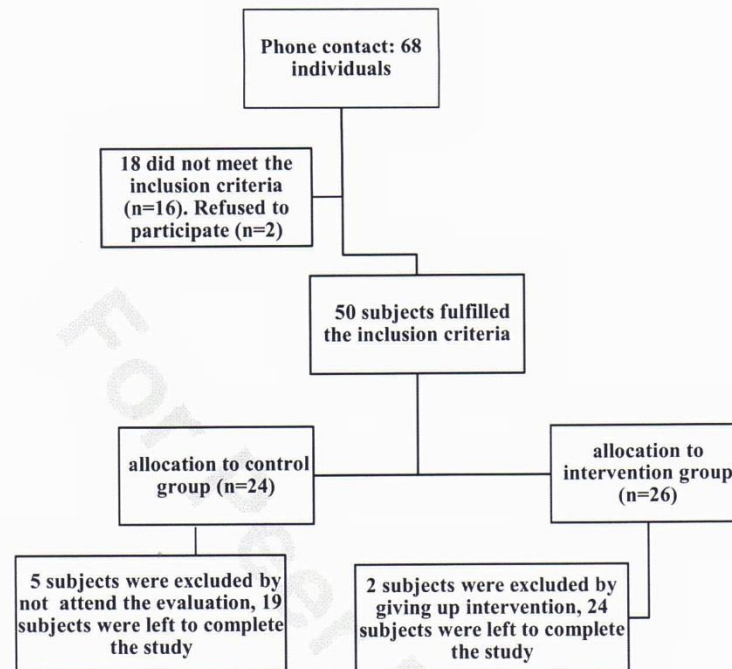 Phone contact: 68
individuals
18 did not meet the
inclusion criteria
(n=16). Refused to
participate (n=2)
50 subjects fulfilled
the inclusion criteria
allocation to control
group (n=24)
allocation to
intervention group
(n=26)
5 subjects were excluded by
not attend the evaluation, 19
subjects were left to complete
the study
2 subjects were excluded by
giving up intervention, 24
subjects were left to complete
the study
For Peer